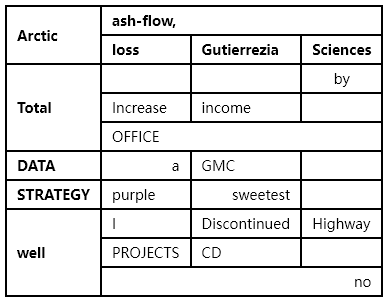 Arctic ash-flow,
loss Gutierrezia Sciences
Total by
Increase income
OFFICE
DATA a GMC
STRATEGY purple sweetest
well I Discontinued Highway
PROJECTS CD
no